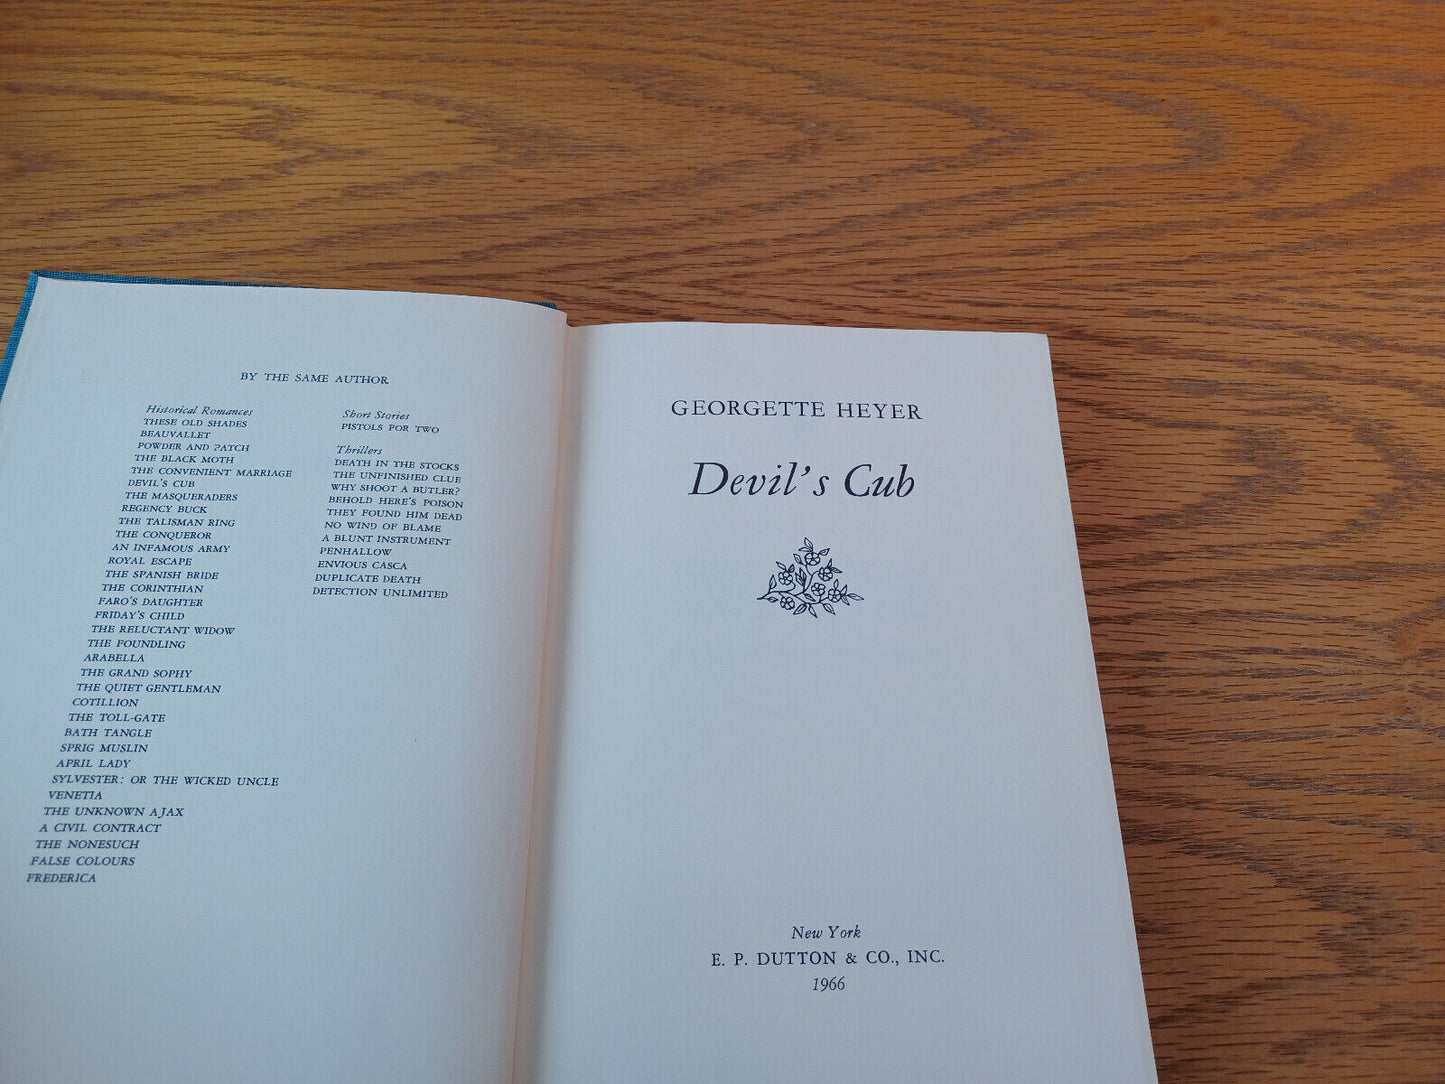 BY THE SAME AUTHOR
Historical Romances
THESE OLD SHADES
BEAUVALLET
POWDER AND PATCH
THE BLACK MOTH
THE CONVENIENT MARRIAGE
DEVIL'S CUB
THE MASQUERADERS
REGENCY BUCK
THE TALISMAN RING
THE CONQUEROR
AN INFAMOUS ARMY
ROYAL ESCAPE
THE SPANISH BRIDE
THE CORINTHIAN
FARO'S DAUGHTER
FRIDAY'S CHILD
THE RELUCTANT WIDOW
THE FOUNDLING
ARABELLA
THE GRAND SOPHY
THE QUIET GENTLEMAN
COTILLION
THE TOLL-GATE
BATH TANGLE
SPRIG MUSLIN
APRIL LADY
SYLVESTER: OR THE WICKED UNCLE
VENETIA
THE UNKNOWN AJAX
A CIVIL CONTRACT
THE NONESUCH
FALSE COLOURS
FREDERICA
Short Stories
PISTOLS FOR TWO
Thrillers
DEATH IN THE STOCKS
THE UNFINISHED CLUE
WHY SHOOT A BUTLER?
BEHOLD HERE'S POISON
THEY FOUND HIM DEAD
NO WIND OF BLAME
A BLUNT INSTRUMENT
PENHALLOW
ENVIOUS CASCA
DUPLICATE DEATH
DETECTION UNLIMITED
GEORGETTE HEYER
Devil's Cub
New York
E. P. DUTTON & CO., INC.
1966